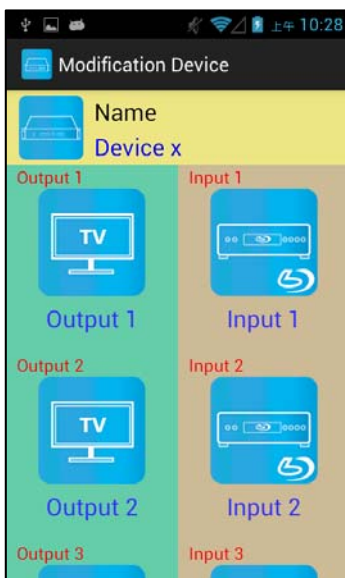 上午 10:28
Modification Device
Name
Device x
Output 1
Input 1
TV
Output 1
Input 1
Output 2
Input 2
TV
Output 2
Input 2
Output 3
Input 3